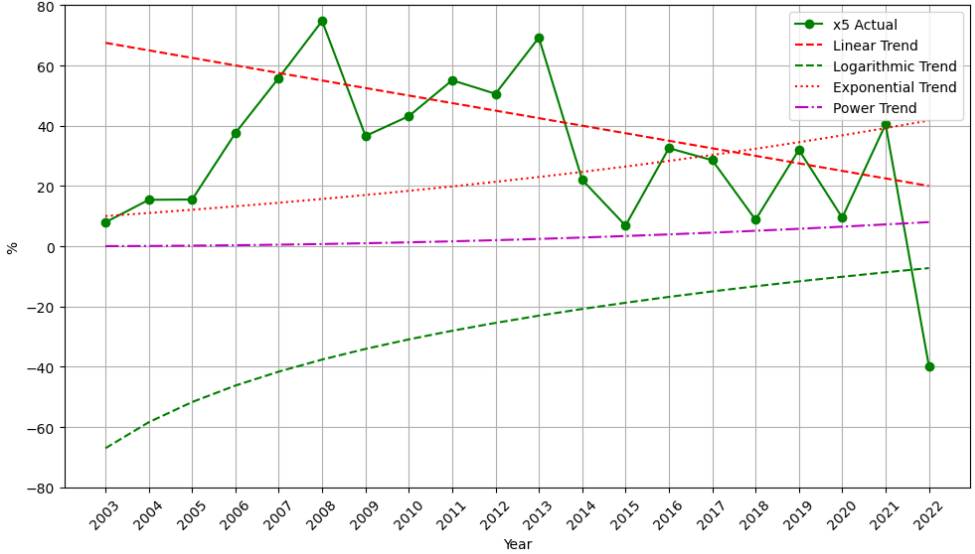 80
60
40
20
0
−20
−40
−60
−80
%
x5 Actual
Linear Trend
Logarithmic Trend
Exponential Trend
Power Trend
2003 2004 2005 2006 2007 2008 2009 2010 2011 2012 2013 2014 2015 2016 2017 2018 2019 2020 2021 2022
Year